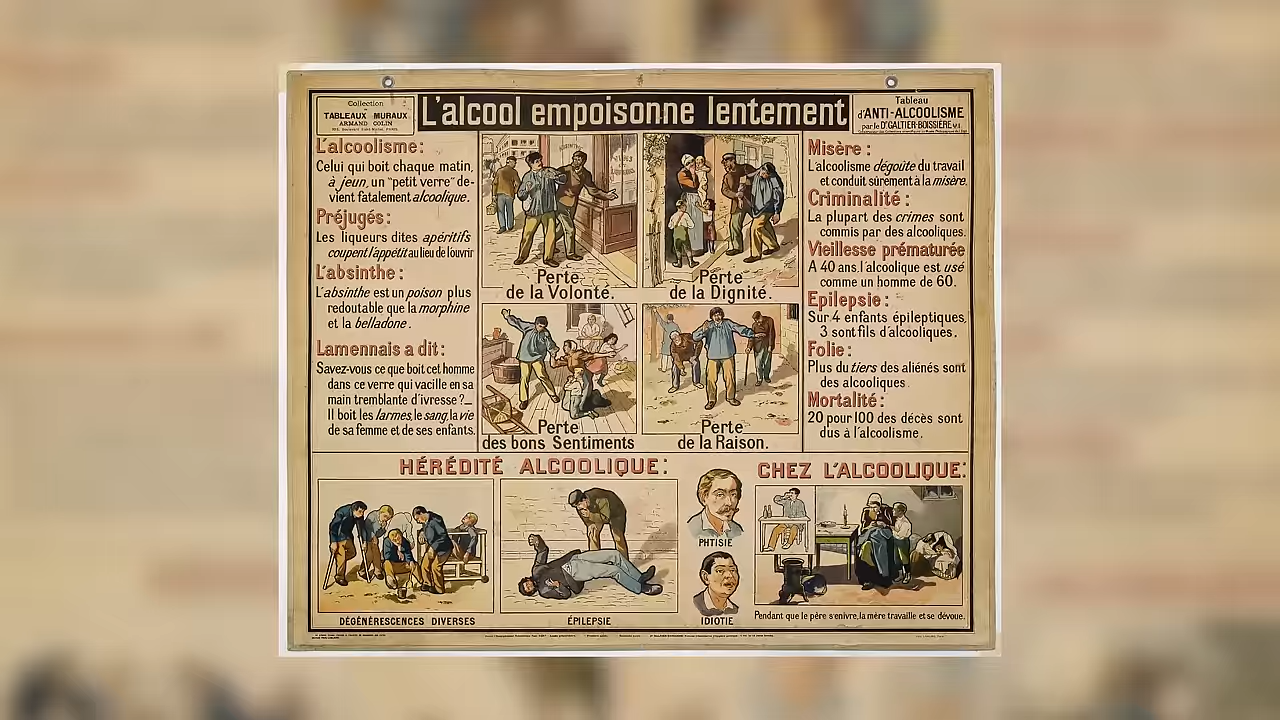 Collection
TABLEAUX MURAUX
ARMAND COLIN
L'alcool empoisonne lentement
Tableau
d'ANTI-ALCOOLISME
par le Dr GALTIER-BOISSIÈRE
L'alcoolisme:
Celui qui boit chaque matin,
à jeun, un "petit verre" de-
vient fatalement alcoolique.
Préjugés:
Les liqueurs dites apéritifs
coupent l'appétit au lieu de l'ouvrir
L'absinthe:
L'absinthe est un poison plus
redoutable que la morphine
et la belladone.
Lamennais a dit:
Savez-vous ce que boit cet homme
dans ce verre qui vacille en sa
main tremblante d'ivresse?_
Il boit les larmes, le sang, la vie
de sa femme et de ses enfants.
Perte
de la Volonté.
Perte
de la Dignité.
Perte
des bons Sentiments
Perte
de la Raison.
Misère:
L'alcoolisme dégoute du travail
et conduit sûrement à la misère.
Criminalité:
La plupart des crimes sont
commis par des alcooliques.
Vieillesse prématurée
A 40 ans, l'alcoolique est usé
comme un homme de 60.
Epilepsie:
Sur 4 enfants épileptiques,
3 sont fils d'alcooliques.
Folie:
Plus du tiers des aliénés sont
des alcooliques.
Mortalité:
20 pour 100 des décès sont
dus à l'alcoolisme.
HÉRÉDITÉ ALCOOLIQUE:
DÉGÉNÉRESCENCES DIVERSES
ÉPILEPSIE
PHTISIE
IDIOTIE
CHEZ L'ALCOOLIQUE:
Pendant que le père s'enivre, la mère travaille et se dévoue.